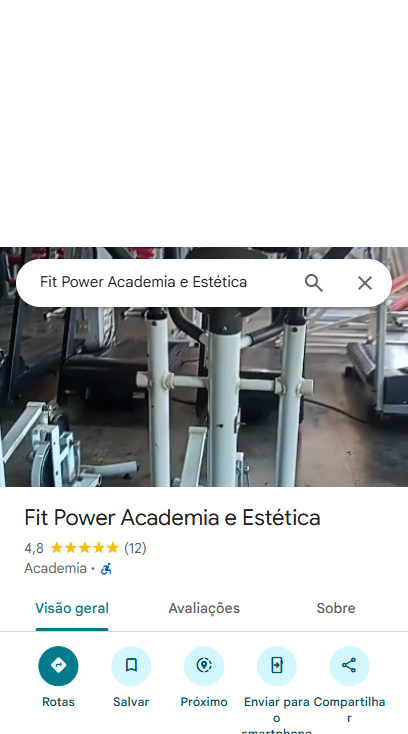 Fit Power Academia e Estética
Fit Power Academia e Estética
4,8 (12)
Academia ·
Visão geral Avaliações Sobre
Rotas Salvar Próximo Enviar para o smartphone Compartilhar